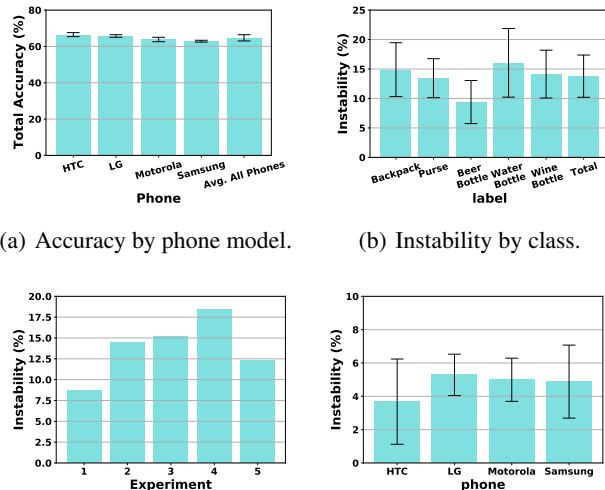 80
60
40
20
0
Total Accuracy (%)
HTC
LG
Motorola
Samsung
Avg. All Phones
Phone
25
20
15
10
5
0
Instability (%)
Backpack
Purse
Beer
Bottle
Water
Bottle
Wine
Bottle
Total
label
(a) Accuracy by phone model.
(b) Instability by class.
20.0
17.5
15.0
12.5
10.0
7.5
5.0
2.5
0.0
Instability (%)
1 2 3 4 5
Experiment
10
8
6
4
2
0
Instability (%)
HTC LG Motorola Samsung
phone